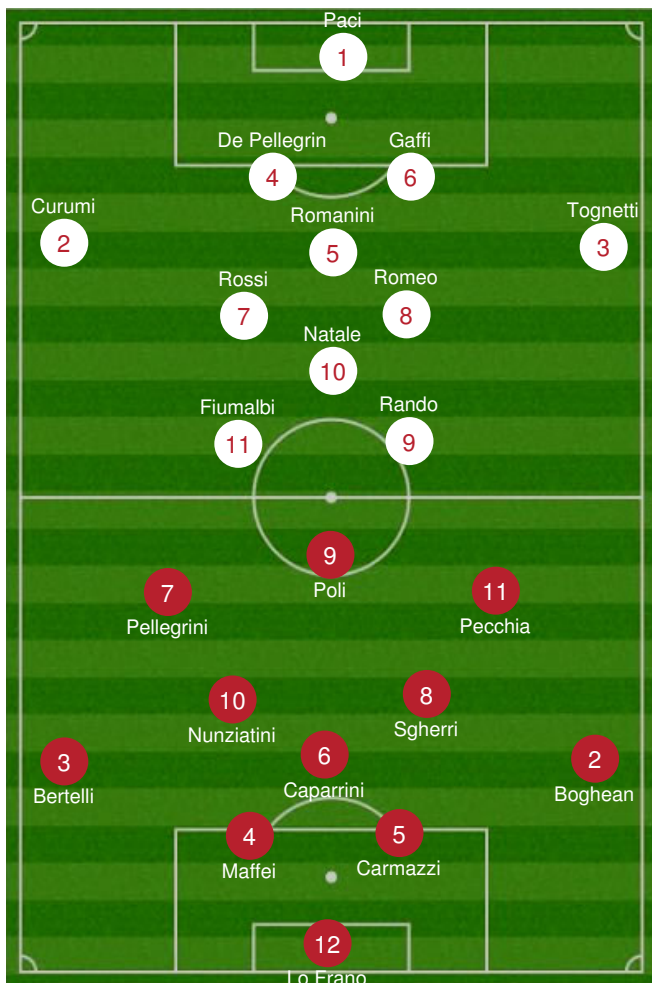 Paci
1
De Pellegrin
Gaffi
4
6
Curumi
Tognetti
Romanini
2
3
5
Rossi
Romeo
7
8
Natale
10
Fiumalbi
Rando
11
9
9
Poli
7
11
Pellegrini
Pecchia
10
8
Nunziatini
Sgherri
6
3
2
Caparrini
Bertelli
Boghean
4
5
Maffei
Carmazzi
12
Lo Frano